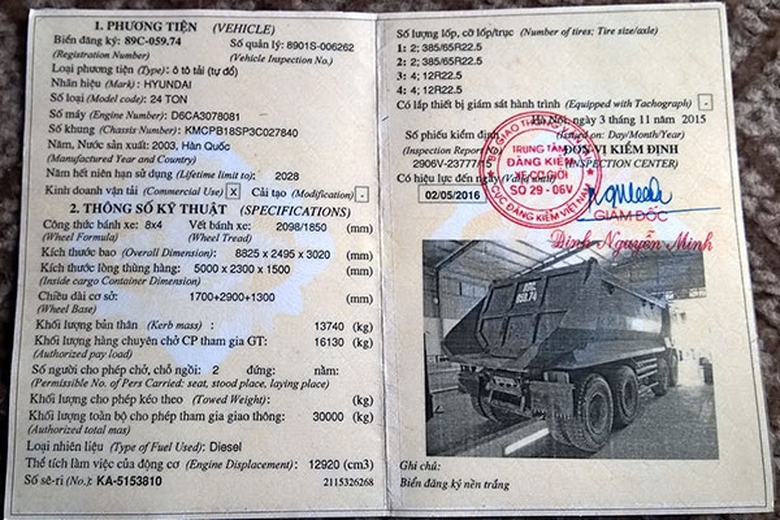 1. PHƯƠNG TIỆN (VEHICLE)
Biển đăng ký: 89C-059.74 Số quản lý: 8901S-006262
(Registration Number) (Vehicle Inspection No.)
Loại phương tiện (Type): ô tô tải (tự đổ)
Nhãn hiệu (Mark) : HYUNDAI
Số loại (Model code): 24 TON
Số máy (Engine Number): D6CA3078081
Số khung (Chassis Number): KMCPB18SP3C027840
Năm, Nước sản xuất: 2003, Hàn Quốc
(Manufactured Year and Country)
Năm hết niên hạn sử dụng (Lifetime limit to): 2028
Kinh doanh vận tải (Commercial Use) X Cải tạo (Modification) -
2. THÔNG SỐ KỸ THUẬT (SPECIFICATIONS)
Công thức bánh xe: 8x4 Vết bánh xe: 2098/1850 (mm)
(Wheel Formula) (Wheel Tread)
Kích thước bao (Overall Dimension): 8825 x 2495 x 3020 (mm)
Kích thước lòng thùng hàng: 5000 x 2300 x 1500 (mm)
(Inside cargo Container Dimension)
Chiều dài cơ sở: 1700+2900+1300 (mm)
(Wheel Base)
Khối lượng bản thân (Kerb mass) : 13740 (kg)
Khối lượng hàng chuyên chở CP tham gia GT: 16130 (kg)
(Authorized pay load)
Số người cho phép chở, chỗ ngồi: 2 đứng: nằm:
(Permissible No. of Pers Carried: seat, stood place, laying place)
Khối lượng cho phép kéo theo (Towed Weight): (kg)
Khối lượng toàn bộ cho phép tham gia giao thông: 30000 (kg)
(Authorized total mas)
Loại nhiên liệu (Type of Fuel Used): Diesel
Thể tích làm việc của động cơ (Engine Displacement): 12920 (cm3)
Số sê-ri (No.): KA-5153810 2115326268
Số lượng lốp, cỡ lốp/trục (Number of tires; Tire size/axle)
1: 2; 385/65R22.5
2: 2; 385/65R22.5
3: 4; 12R22.5
4: 4; 12R22.5
Có lắp thiết bị giám sát hành trình (Equipped with Tachograph) -
Hà Nội, ngày 3 tháng 11 năm 2015
Số phiếu kiểm định (Issued on: Day/Month/Year)
(Inspection Report No) ĐƠN VỊ KIỂM ĐỊNH
2906V-23777/15 (INSPECTION CENTER)
Có hiệu lực đến ngày (Valid until)
02/05/2016
BỘ GIAO THÔNG VẬN TẢI
TRUNG TÂM
ĐĂNG KIỂM
XE CƠ GIỚI
SỐ 29 - 06V
CỤC ĐĂNG KIỂM VIỆT NAM
GIÁM ĐỐC
Đinh Nguyễn Minh
89C
059.74
Ghi chú:
Biển đăng ký nền trắng